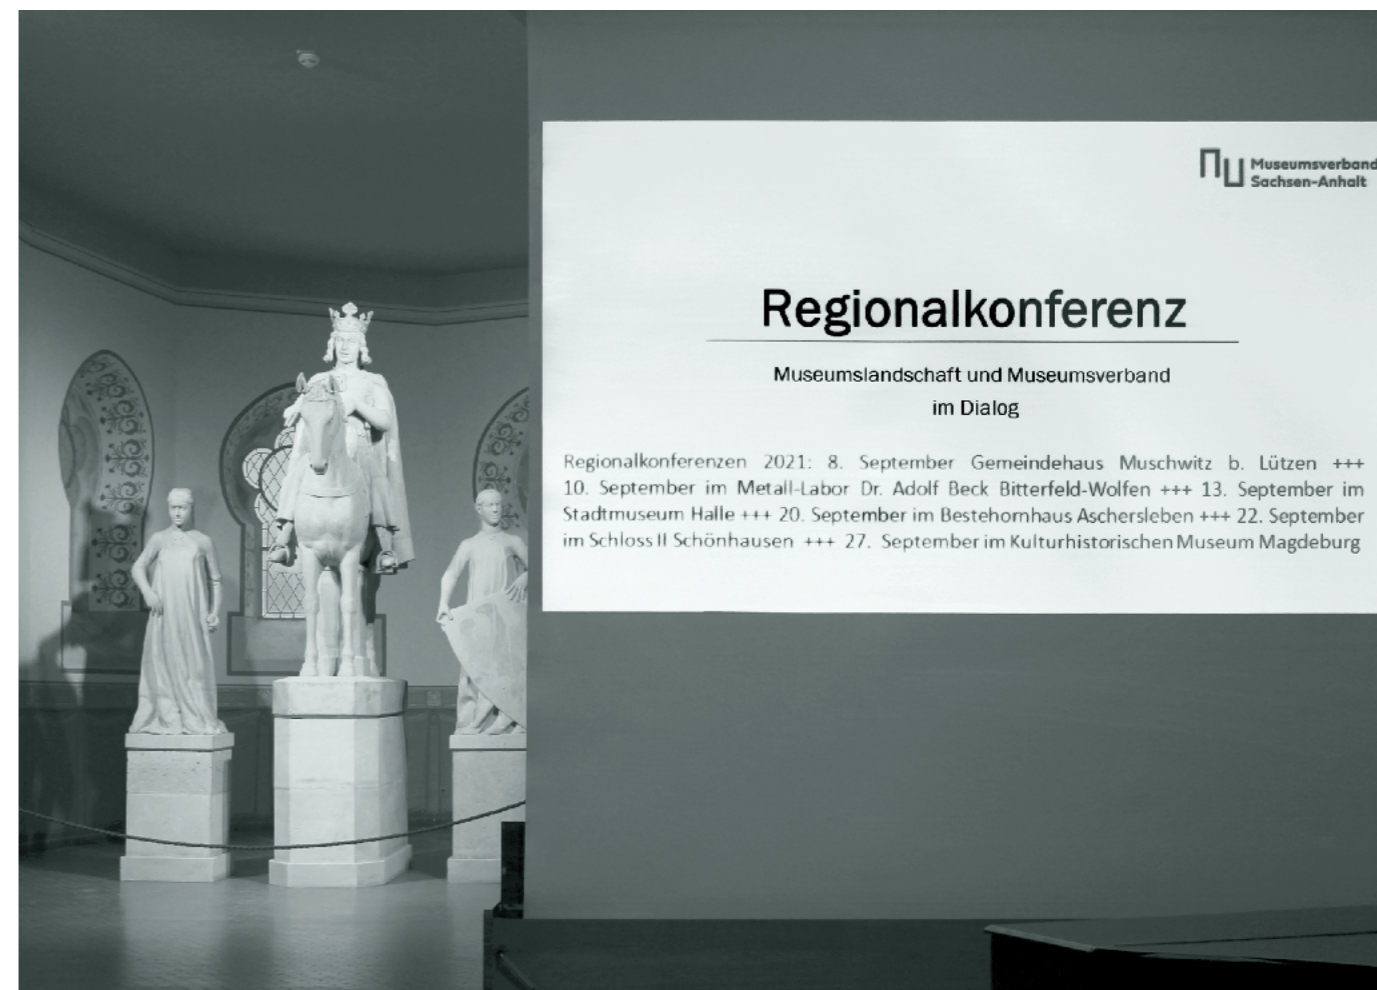 Museumsverband
Sachsen-Anhalt
Regionalkonferenz
Museumslandschaft und Museumsverband
im Dialog
Regionalkonferenzen 2021: 8. September Gemeindehaus Muschwitz b. Lützen +++
10. September im Metall-Labor Dr. Adolf Beck Bitterfeld-Wolfen +++ 13. September im
Stadtmuseum Halle +++ 20. September im Bestehornhaus Aschersleben +++ 22. September
im Schloss II Schönhausen +++ 27. September im Kulturhistorischen Museum Magdeburg